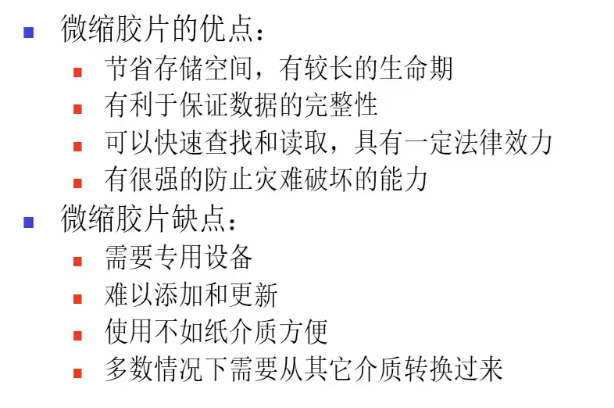 微缩胶片的优点：
节省存储空间，有较长的生命期
有利于保证数据的完整性
可以快速查找和读取，具有一定法律效力
有很强的防止灾难破坏的能力
微缩胶片缺点：
需要专用设备
难以添加和更新
使用不如纸介质方便
多数情况下需要从其它介质转换过来